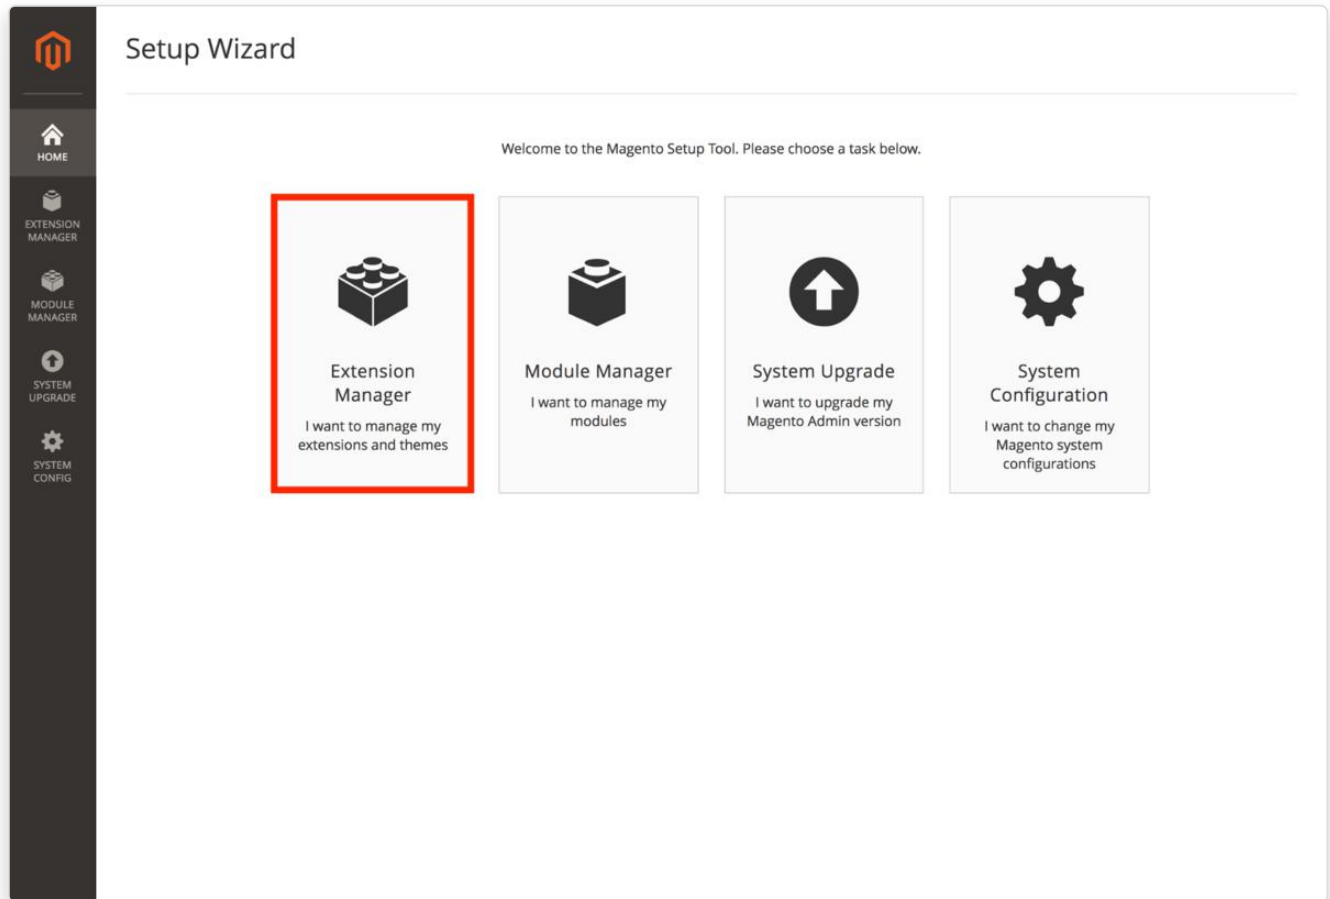 Setup Wizard
HOME
EXTENSION
MANAGER
MODULE
MANAGER
SYSTEM
UPGRADE
SYSTEM
CONFIG
Welcome to the Magento Setup Tool. Please choose a task below.
Extension
Manager
I want to manage my
extensions and themes
Module Manager
I want to manage my
modules
System Upgrade
I want to upgrade my
Magento Admin version
System
Configuration
I want to change my
Magento system
configurations